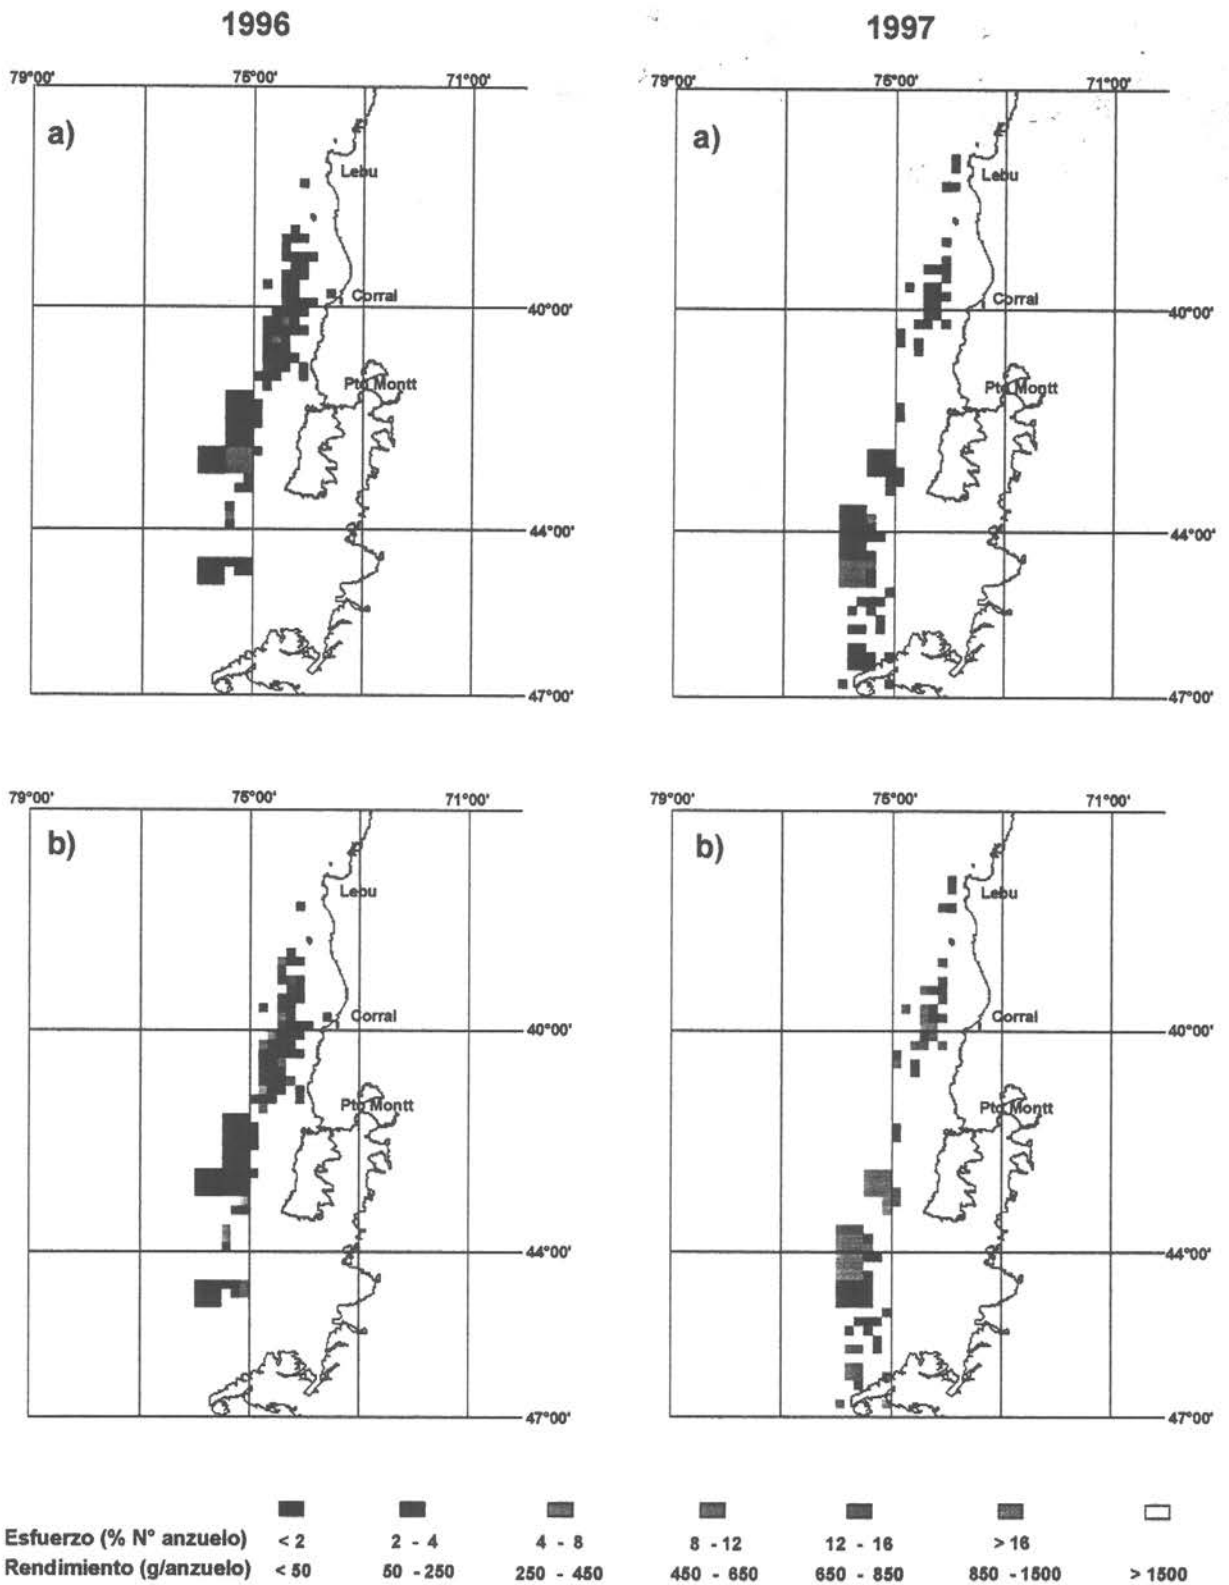 1996 1997
79°00' 75°00' 71°00' 79°00' 75°00' 71°00'
a) a)
Lebu Lebu
Corral Corral
40°00' 40°00'
Pto Montt Pto Montt
44°00' 44°00'
47°00' 47°00'
79°00' 75°00' 71°00' 79°00' 75°00' 71°00'
b) b)
Lebu Lebu
Corral Corral
40°00' 40°00'
Pto Montt Pto Montt
44°00' 44°00'
47°00' 47°00'
Esfuerzo (% N° anzuelo) < 2 2 - 4 4 - 8 8 - 12 12 - 16 > 16
Rendimiento (g/anzuelo) < 50 50 - 250 250 - 450 450 - 650 650 - 850 850 - 1500 > 1500